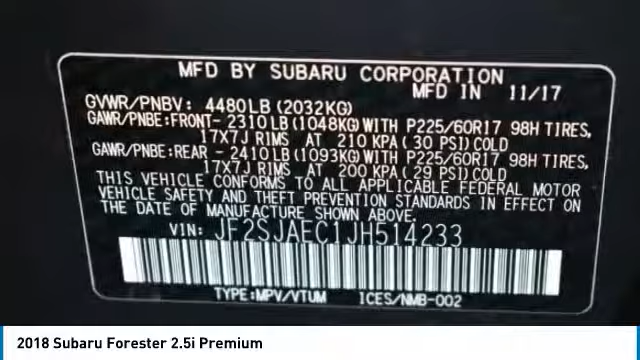 MFD BY SUBARU CORPORATION
MFD IN 11/17
GVWR/PNBV: 4480LB (2032KG)
GAWR/PNBE:FRONT- 2310LB (1048KG) WITH P225/60R17 98H TIRES,
17X7J RIMS AT 210 KPA ( 30 PSI) COLD
GAWR/PNBE:REAR - 2410LB (1093KG) WITH P225/60R17 98H TIRES,
17X7J RIMS AT 200 KPA ( 29 PSI) COLD
THIS VEHICLE CONFORMS TO ALL APPLICABLE FEDERAL MOTOR
VEHICLE SAFETY AND THEFT PREVENTION STANDARDS IN EFFECT ON
THE DATE OF MANUFACTURE SHOWN ABOVE.
VIN: JF2SJAEC1JH514233
TYPE:MPV/VTUM ICES/NMB-002
2018 Subaru Forester 2.5i Premium